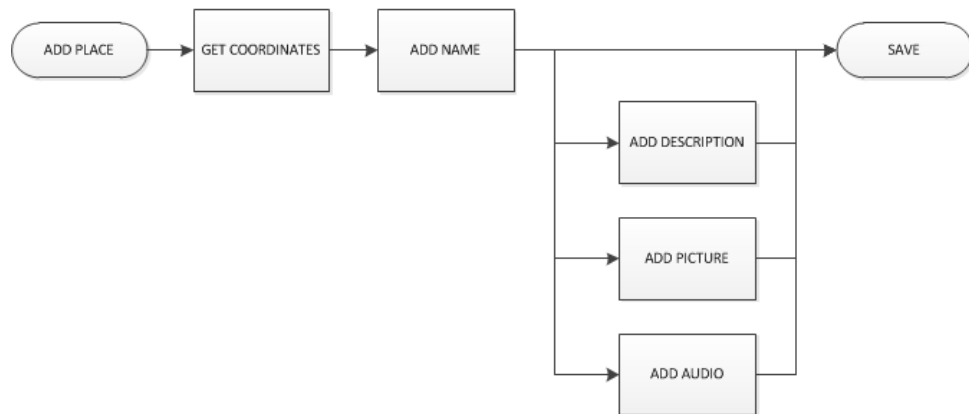 ADD PLACE
GET COORDINATES
ADD NAME
SAVE
ADD DESCRIPTION
ADD PICTURE
ADD AUDIO